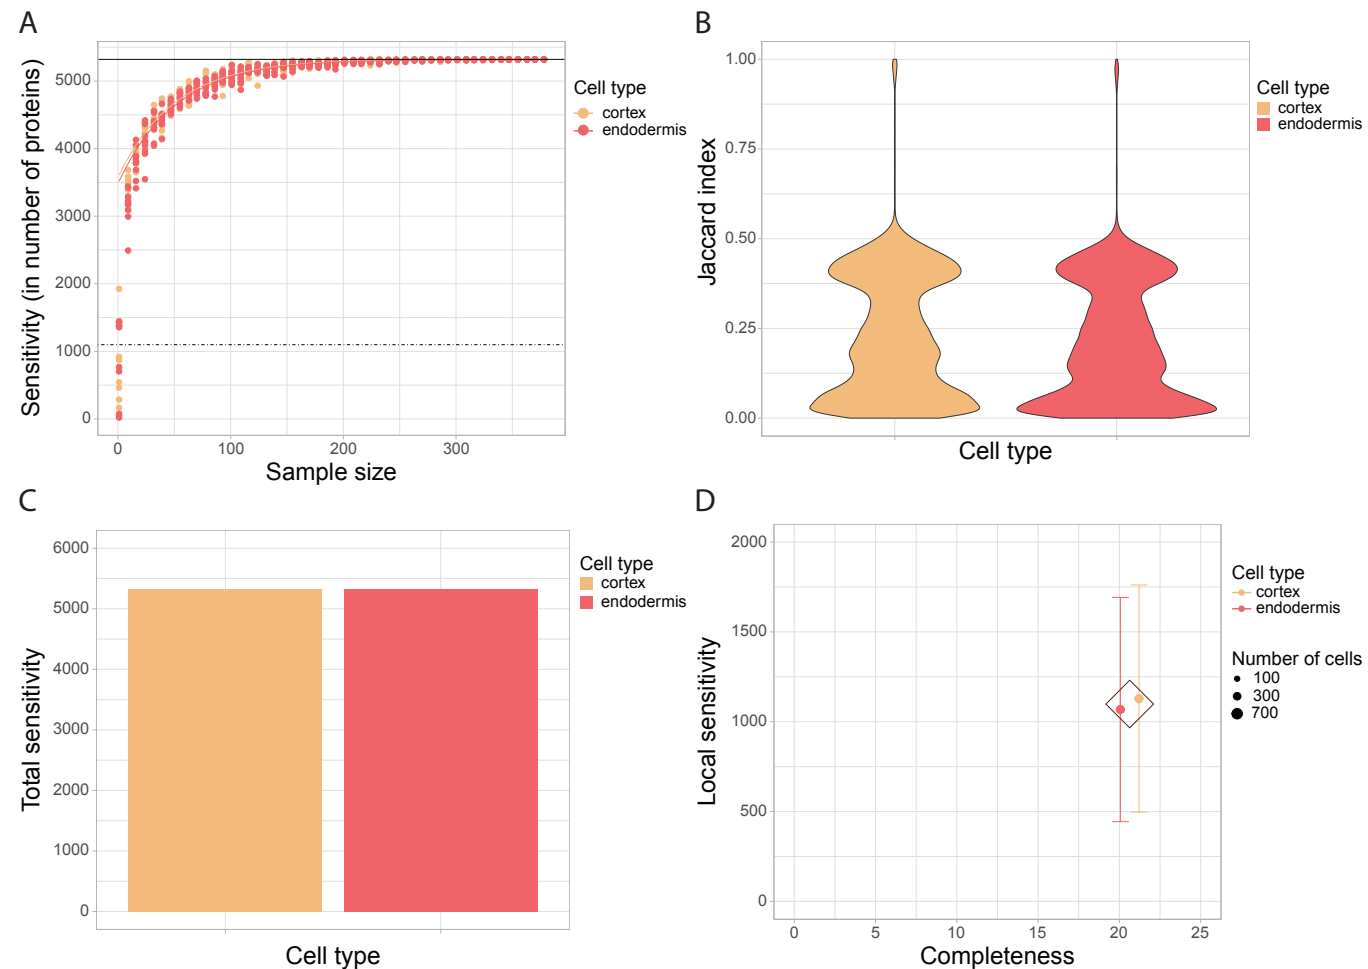 A
Sensitivity (in number of proteins)
5000
4000
3000
2000
1000
0
0 100 200 300
Sample size
Cell type
cortex
endodermis
B
Jaccard index
1.00
0.75
0.50
0.25
0.00
Cell type
Cell type
cortex
endodermis
C
Total sensitivity
6000
5000
4000
3000
2000
1000
0
Cell type
Cell type
cortex
endodermis
D
Local sensitivity
2000
1500
1000
500
0
0 5 10 15 20 25
Completeness
Cell type
cortex
endodermis
Number of cells
100
300
700